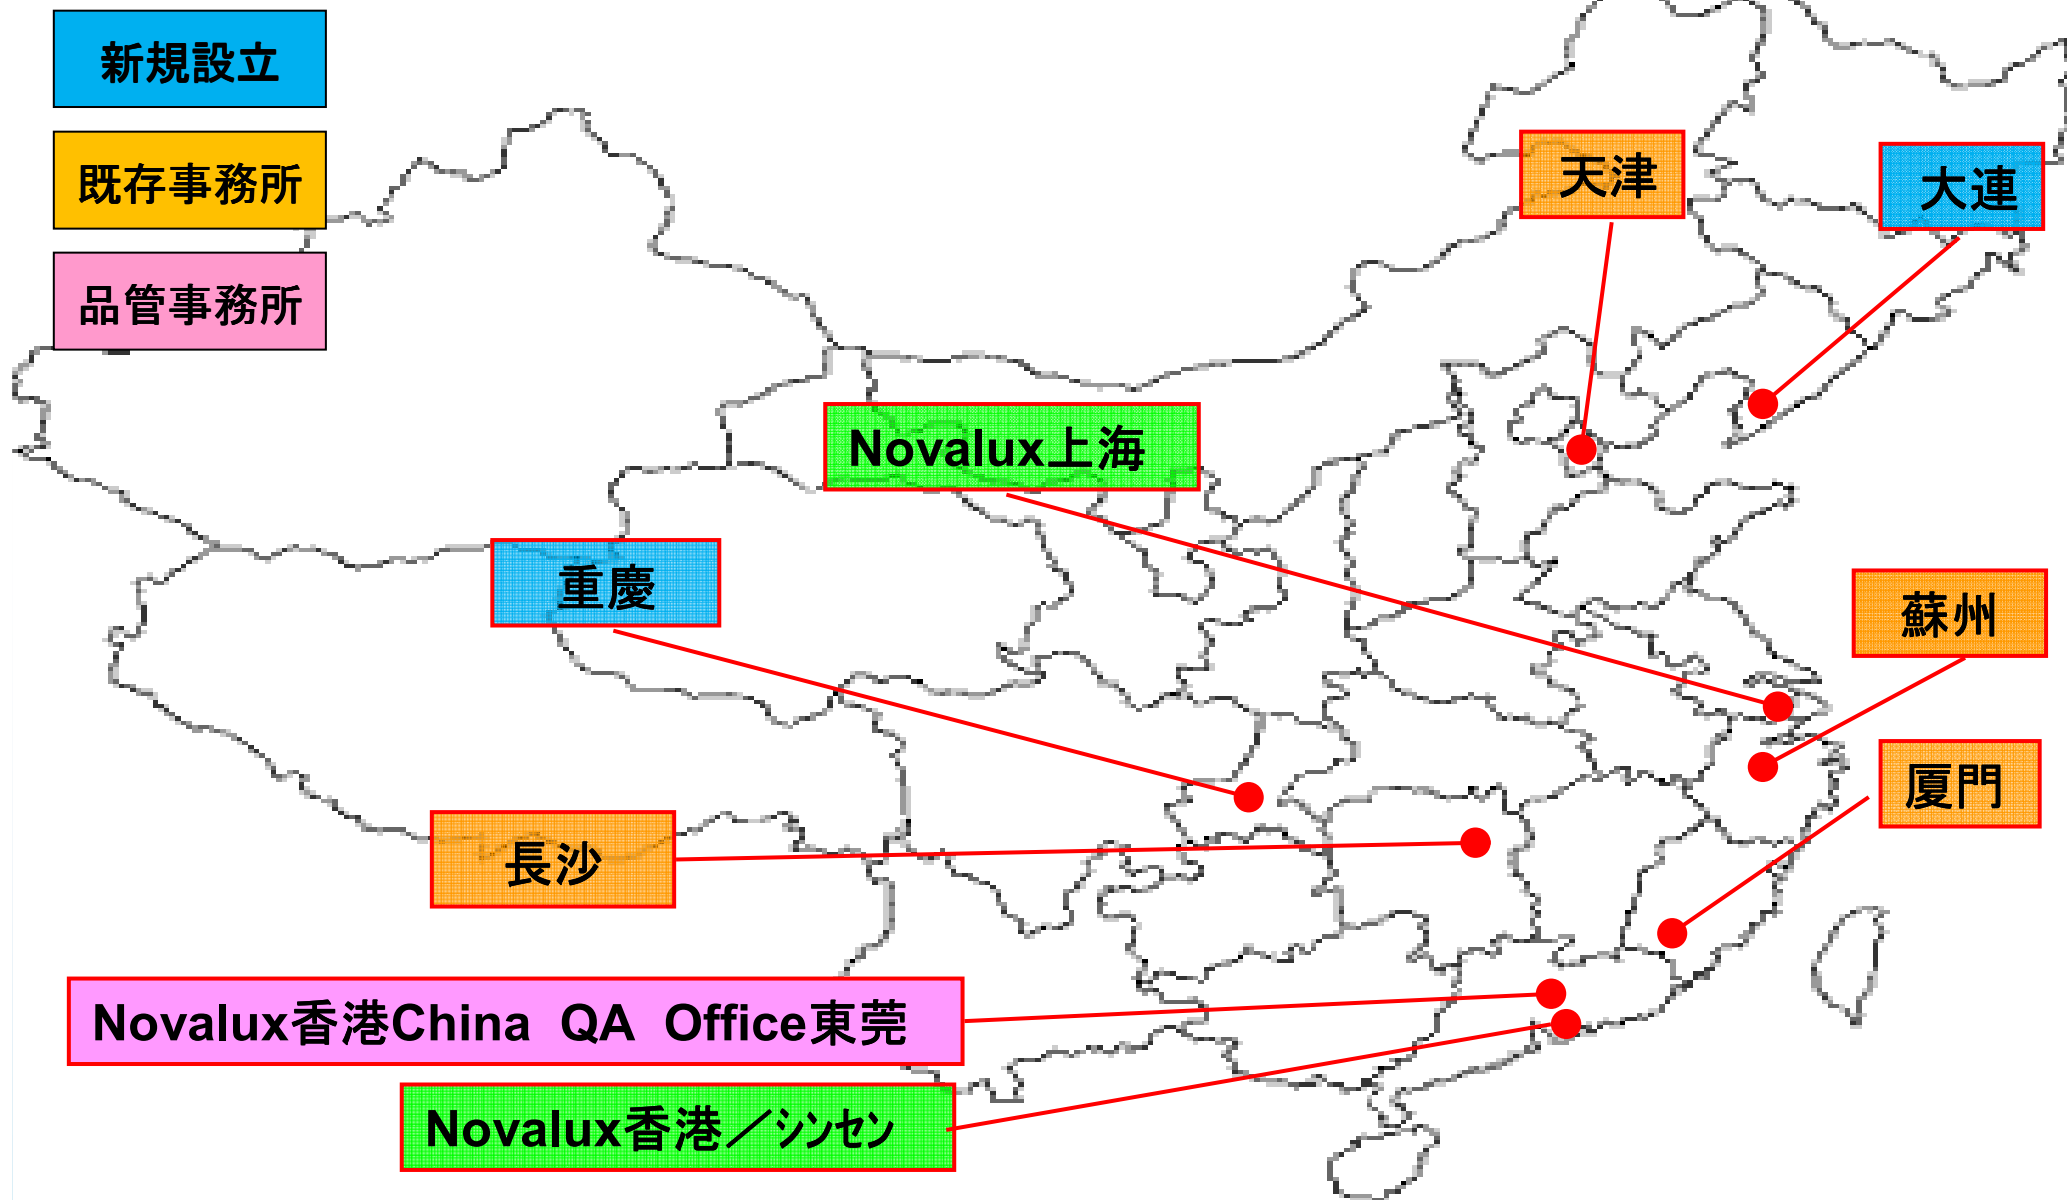 新規設立
既存事務所
品管事務所
天津
大連
Novalux上海
重慶
蘇州
厦門
長沙
Novalux香港China QA Office東莞
Novalux香港／ｼﾝｾﾝ